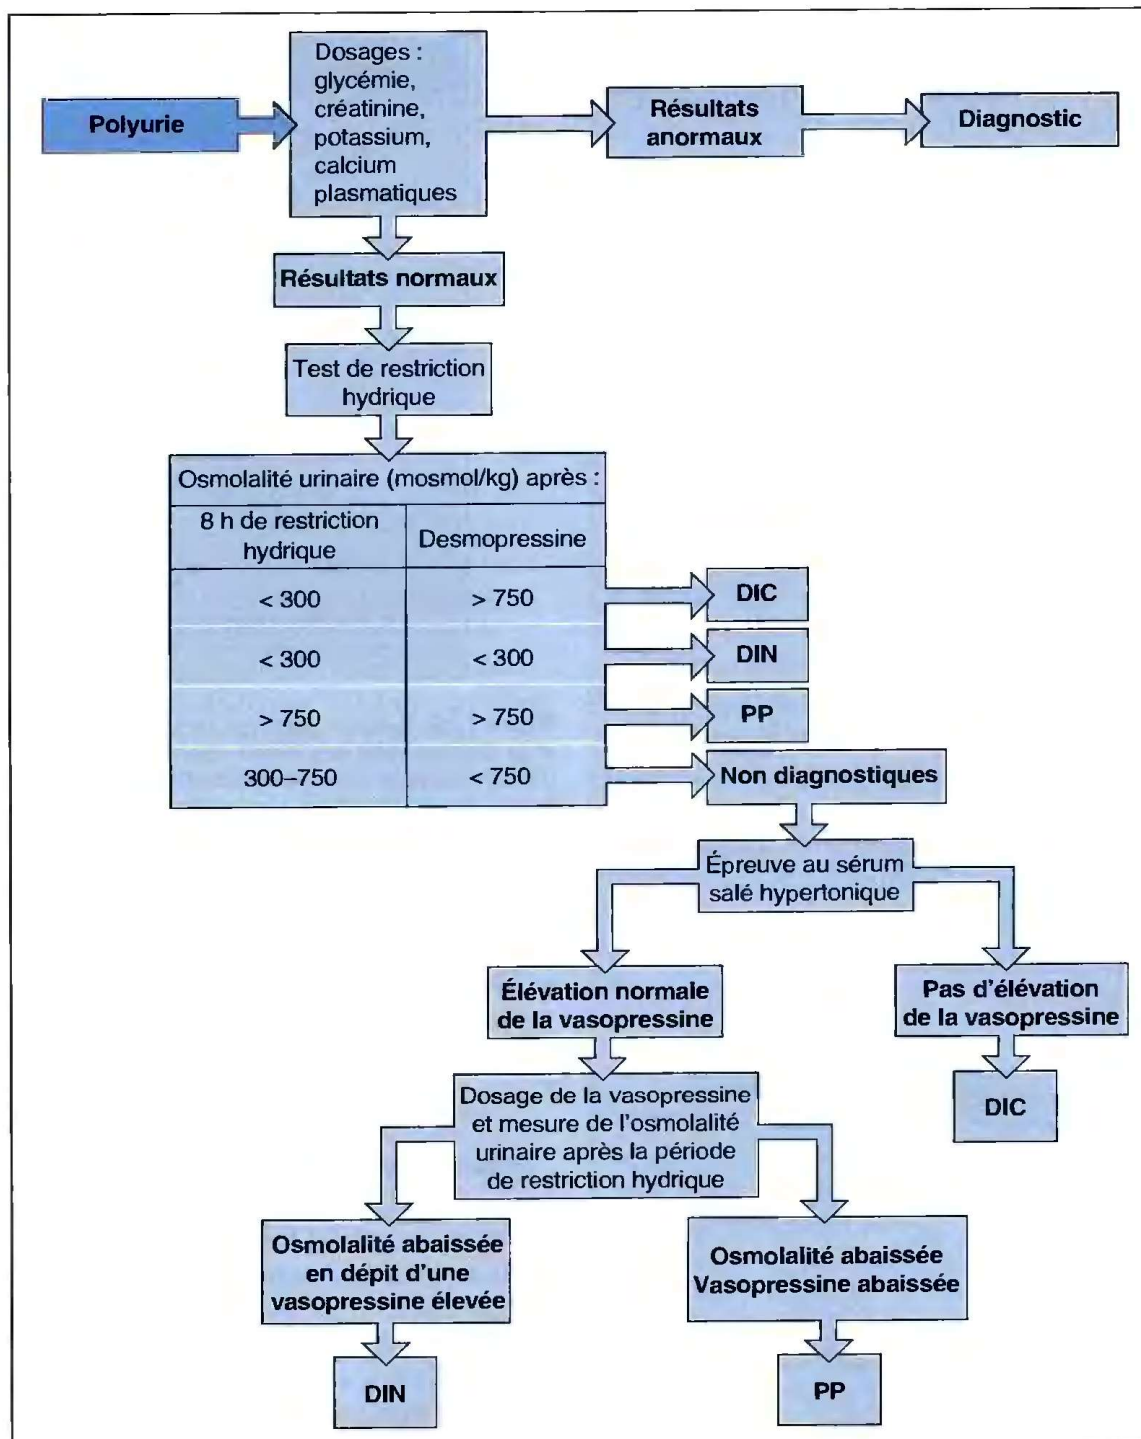 Polyurie
Dosages :
glycémie,
créatinine,
potassium,
calcium
plasmatiques
Résultats
anormaux
Diagnostic
Résultats normaux
Test de restriction
hydrique
Osmolalité urinaire (mosmol/kg) après :
8 h de restriction
hydrique
Desmopressine
< 300
> 750
DIC
< 300
< 300
DIN
> 750
> 750
PP
300–750
< 750
Non diagnostiques
Épreuve au sérum
salé hypertonique
Élévation normale
de la vasopressine
Pas d'élévation
de la vasopressine
DIC
Dosage de la vasopressine
et mesure de l'osmolalité
urinaire après la période
de restriction hydrique
Osmolalité abaissée
en dépit d'une
vasopressine élevée
Osmolalité abaissée
Vasopressine abaissée
DIN
PP